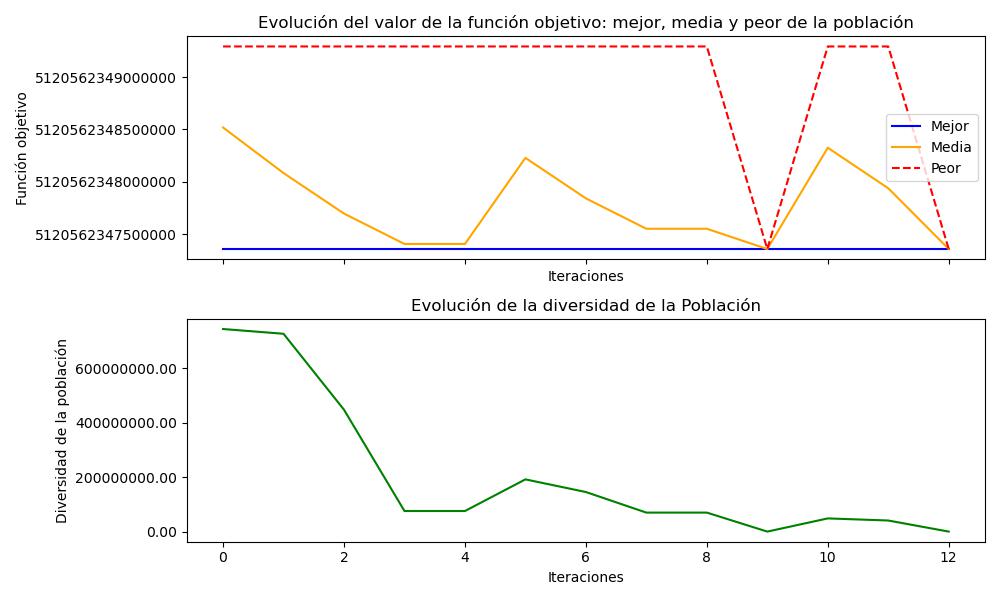 Evolución del valor de la función objetivo: mejor, media y peor de la población
Función objetivo
5120562349000000
5120562348500000
5120562348000000
5120562347500000
Mejor
Media
Peor
Iteraciones
Evolución de la diversidad de la Población
Diversidad de la población
600000000.00
400000000.00
200000000.00
0.00
0 2 4 6 8 10 12
Iteraciones